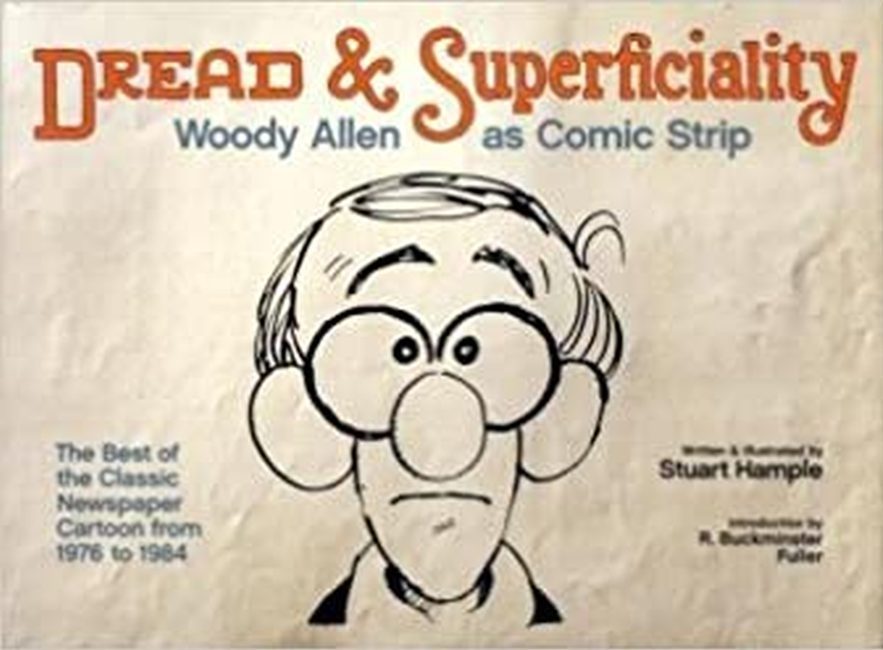 DREAD & Superficiality
Woody Allen as Comic Strip
The Best of
the Classic
Newspaper
Cartoon from
1976 to 1984
Written & Illustrated by
Stuart Hample
Introduction by
R. Buckminster
Fuller